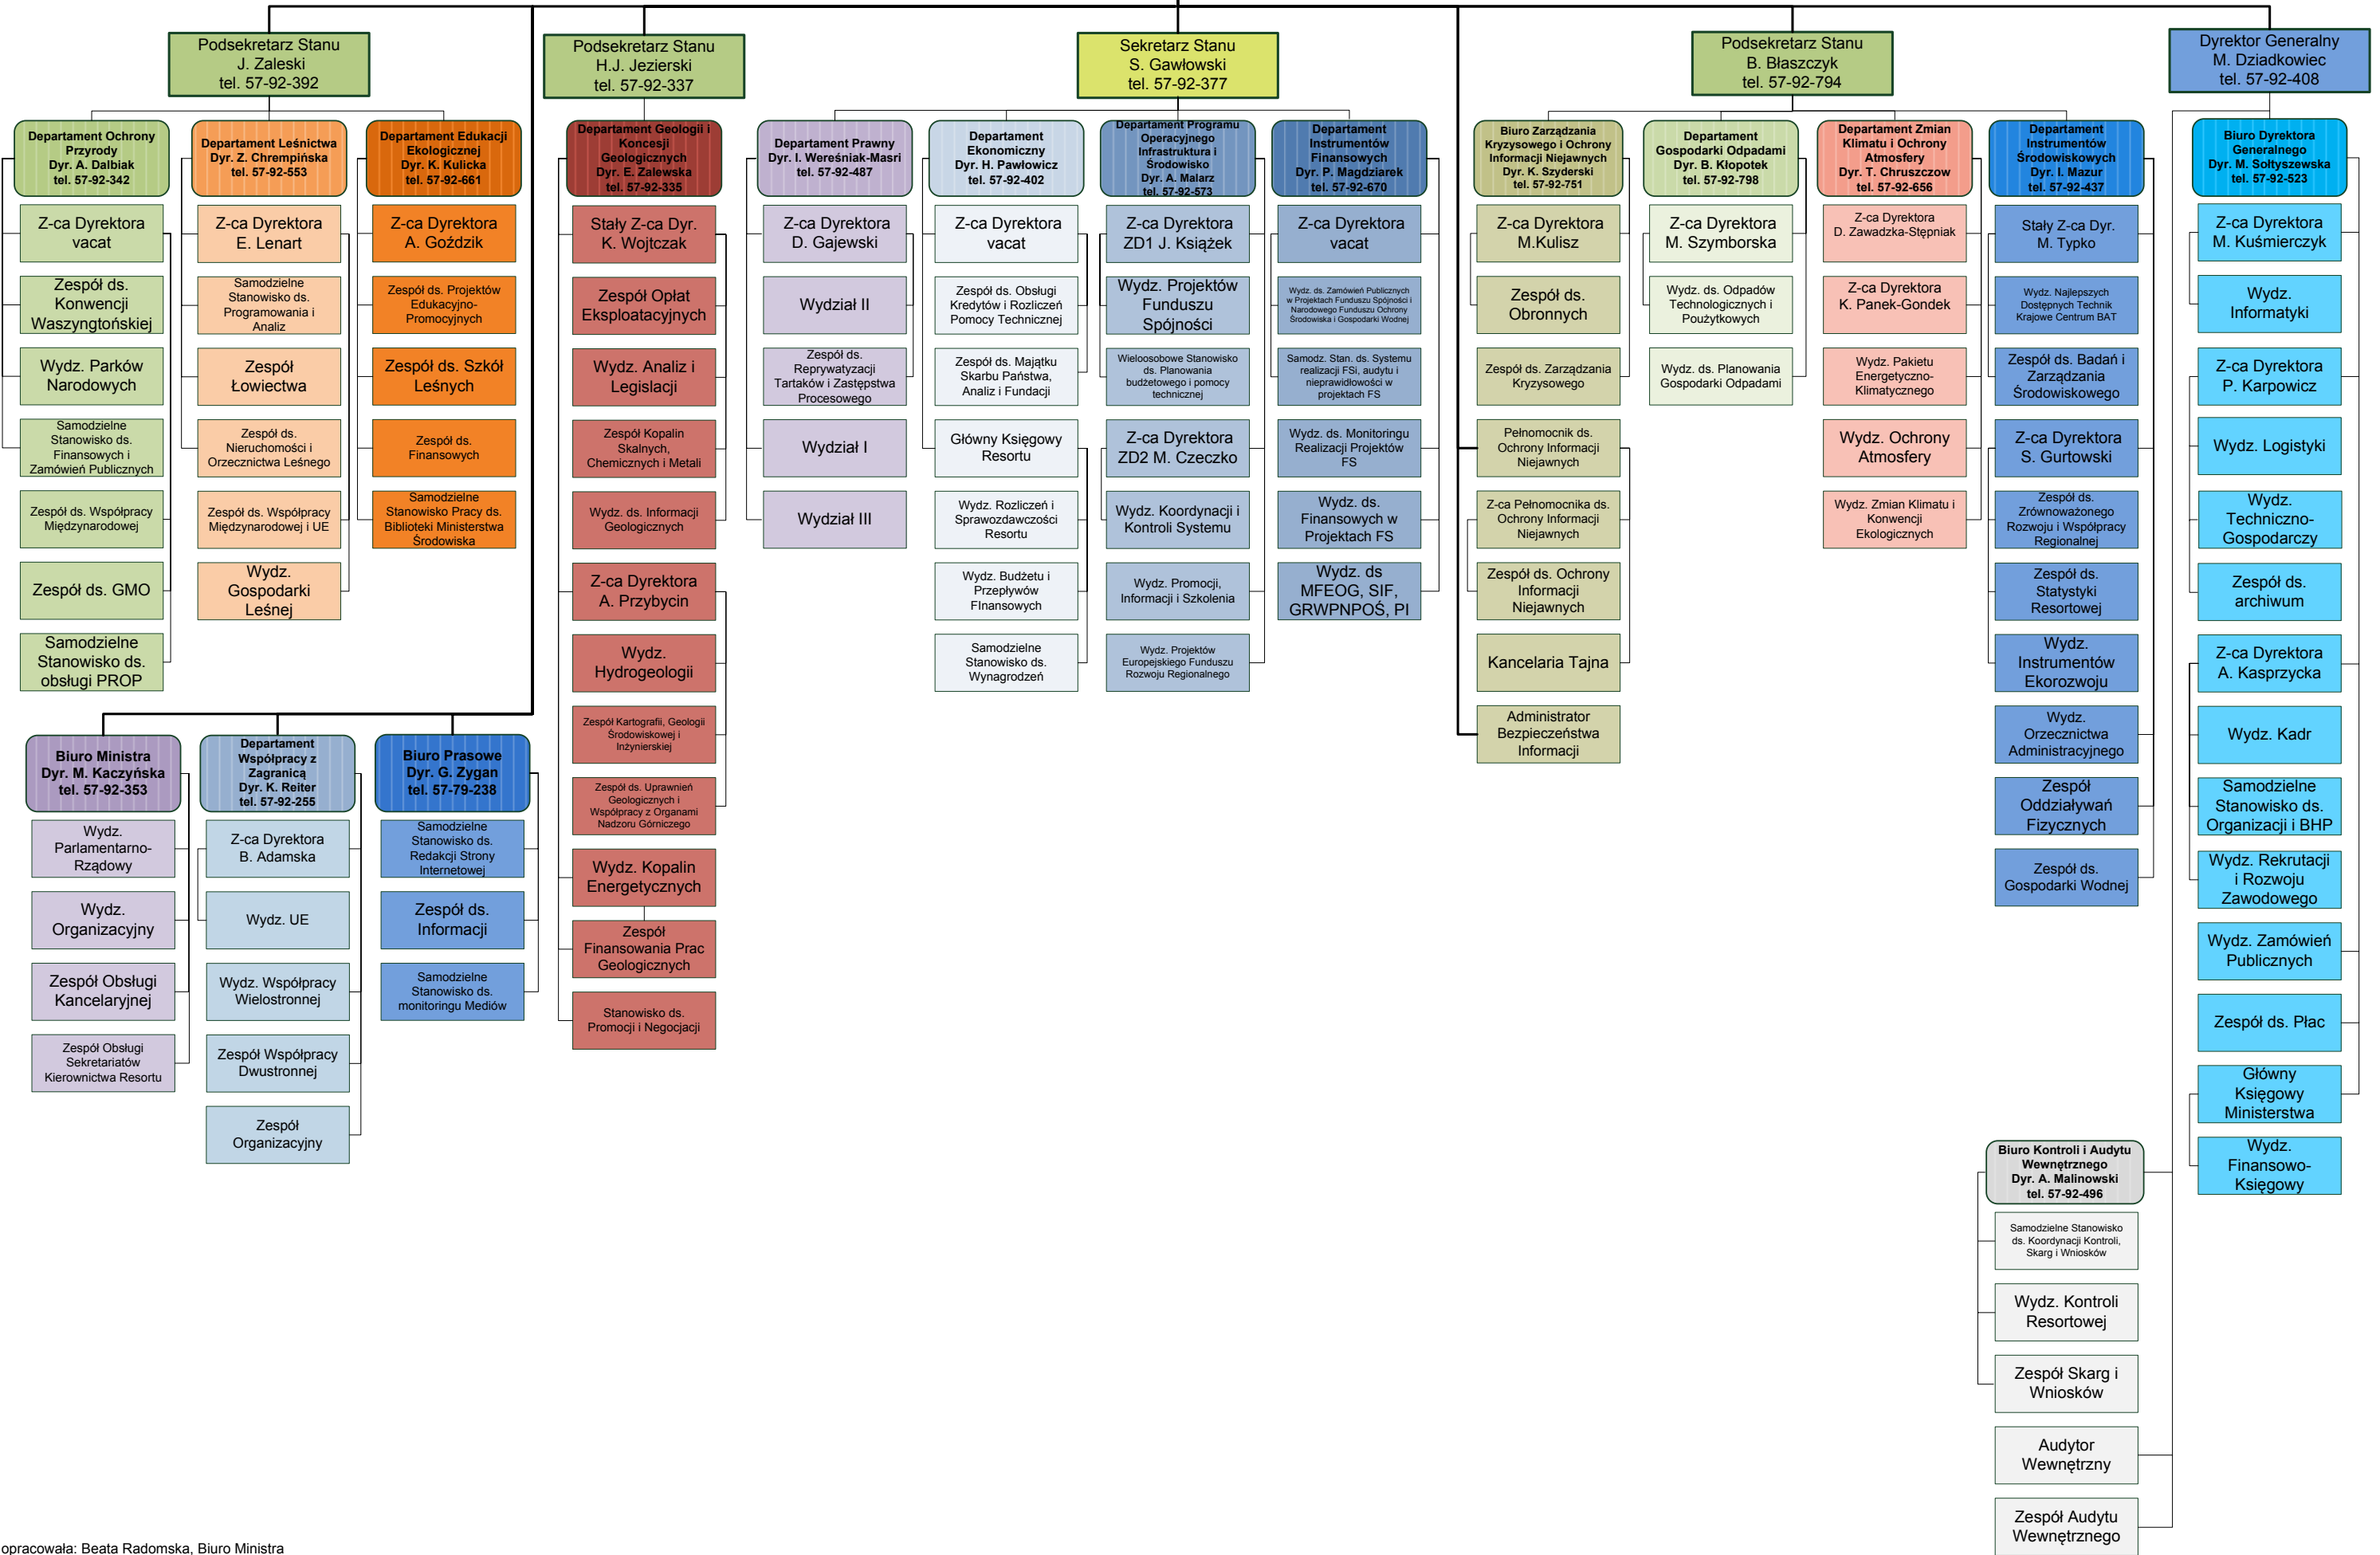 Podsekretarz Stanu
J. Zaleski
tel. 57-92-392
Podsekretarz Stanu
H.J. Jezierski
tel. 57-92-337
Sekretarz Stanu
S. Gawłowski
tel. 57-92-377
Podsekretarz Stanu
B. Błaszczyk
tel. 57-92-794
Dyrektor Generalny
M. Dziadkowiec
tel. 57-92-408
Departament Ochrony
Przyrody
Dyr. A. Dalbiak
tel. 57-92-342
Z-ca Dyrektora
vacat
Zespół ds.
Konwencji
Waszyngtońskiej
Wydz. Parków
Narodowych
Samodzielne
Stanowisko ds.
Finansowych i
Zamówień Publicznych
Zespół ds. Współpracy
Międzynarodowej
Zespół ds. GMO
Samodzielne
Stanowisko ds.
obsługi PROP
Departament Leśnictwa
Dyr. Z. Chrempińska
tel. 57-92-553
Z-ca Dyrektora
E. Lenart
Samodzielne
Stanowisko ds.
Programowania i
Analiz
Zespół
Łowiectwa
Zespół ds.
Nieruchomości i
Orzecznictwa Leśnego
Zespół ds. Współpracy
Międzynarodowej i UE
Wydz.
Gospodarki
Leśnej
Departament Edukacji
Ekologicznej
Dyr. K. Kulicka
tel. 57-92-661
Z-ca Dyrektora
A. Goździk
Zespół ds. Projektów
Edukacyjno-
Promocyjnych
Zespół ds. Szkół
Leśnych
Zespół ds.
Finansowych
Samodzielne
Stanowisko Pracy ds.
Biblioteki Ministerstwa
Środowiska
Departament Geologii i
Koncesji
Geologicznych
Dyr. E. Zalewska
tel. 57-92-335
Stały Z-ca Dyr.
K. Wojtczak
Zespół Opłat
Eksploatacyjnych
Wydz. Analiz i
Legislacji
Zespół Kopalin
Skalnych,
Chemicznych i Metali
Wydz. ds. Informacji
Geologicznych
Z-ca Dyrektora
A. Przybycin
Wydz.
Hydrogeologii
Zespół Kartografii, Geologii
Środowiskowej i
Inżynierskiej
Zespół ds. Uprawnień
Geologicznych i
Współpracy z Organami
Nadzoru Górniczego
Wydz. Kopalin
Energetycznych
Zespół
Finansowania Prac
Geologicznych
Stanowisko ds.
Promocji i Negocjacji
Departament Prawny
Dyr. I. Wereśniak-Masri
tel. 57-92-487
Z-ca Dyrektora
D. Gajewski
Wydział II
Zespół ds.
Reprywatyzacji
Tartaków i Zastępstwa
Procesowego
Wydział I
Wydział III
Departament
Ekonomiczny
Dyr. H. Pawłowicz
tel. 57-92-402
Z-ca Dyrektora
vacat
Zespół ds. Obsługi
Kredytów i Rozliczeń
Pomocy Technicznej
Zespół ds. Majątku
Skarbu Państwa,
Analiz i Fundacji
Główny Księgowy
Resortu
Wydz. Rozliczeń i
Sprawozdawczości
Resortu
Wydz. Budżetu i
Przepływów
FInansowych
Samodzielne
Stanowisko ds.
Wynagrodzeń
Departament Programu
Operacyjnego
Infrastruktura i
Środowisko
Dyr. A. Malarz
tel. 57-92-573
Z-ca Dyrektora
ZD1 J. Książek
Wydz. Projektów
Funduszu
Spójności
Wieloosobowe Stanowisko
ds. Planowania
budżetowego i pomocy
technicznej
Z-ca Dyrektora
ZD2 M. Czeczko
Wydz. Koordynacji i
Kontroli Systemu
Wydz. Promocji,
Informacji i Szkolenia
Wydz. Projektów
Europejskiego Funduszu
Rozwoju Regionalnego
Departament
Instrumentów
Finansowych
Dyr. P. Magdziarek
tel. 57-92-670
Z-ca Dyrektora
vacat
Wydz. ds. Zamówień Publicznych
w Projektach Funduszu Spójności i
Narodowego Funduszu Ochrony
Środowiska i Gospodarki Wodnej
Samodz. Stan. ds. Systemu
realizacji FSi, audytu i
nieprawidłowości w
projektach FS
Wydz. ds. Monitoringu
Realizacji Projektów
FS
Wydz. ds.
Finansowych w
Projektach FS
Wydz. ds
MFEOG, SIF,
GRWPNPOŚ, PI
Biuro Zarządzania
Kryzysowego i Ochrony
Informacji Niejawnych
Dyr. K. Szyderski
tel. 57-92-751
Z-ca Dyrektora
M.Kulisz
Zespół ds.
Obronnych
Zespół ds. Zarządzania
Kryzysowego
Pełnomocnik ds.
Ochrony Informacji
Niejawnych
Z-ca Pełnomocnika ds.
Ochrony Informacji
Niejawnych
Zespół ds. Ochrony
Informacji
Niejawnych
Kancelaria Tajna
Administrator
Bezpieczeństwa
Informacji
Departament
Gospodarki Odpadami
Dyr. B. Kłopotek
tel. 57-92-798
Z-ca Dyrektora
M. Szymborska
Wydz. ds. Odpadów
Technologicznych i
Poużytkowych
Wydz. ds. Planowania
Gospodarki Odpadami
Departament Zmian
Klimatu i Ochrony
Atmosfery
Dyr. T. Chruszczow
tel. 57-92-656
Z-ca Dyrektora
D. Zawadzka-Stępniak
Z-ca Dyrektora
K. Panek-Gondek
Wydz. Pakietu
Energetyczno-
Klimatycznego
Wydz. Ochrony
Atmosfery
Wydz. Zmian Klimatu i
Konwencji
Ekologicznych
Departament
Instrumentów
Środowiskowych
Dyr. I. Mazur
tel. 57-92-437
Stały Z-ca Dyr.
M. Typko
Wydz. Najlepszych
Dostępnych Technik
Krajowe Centrum BAT
Zespół ds. Badań i
Zarządzania
Środowiskowego
Z-ca Dyrektora
S. Gurtowski
Zespół ds.
Zrównoważonego
Rozwoju i Współpracy
Regionalnej
Zespół ds.
Statystyki
Resortowej
Wydz.
Instrumentów
Ekorozwoju
Wydz.
Orzecznictwa
Administracyjnego
Zespół
Oddziaływań
Fizycznych
Zespół ds.
Gospodarki Wodnej
Biuro Dyrektora
Generalnego
Dyr. M. Sołtyszewska
tel. 57-92-523
Z-ca Dyrektora
M. Kuśmierczyk
Wydz.
Informatyki
Z-ca Dyrektora
P. Karpowicz
Wydz. Logistyki
Wydz.
Techniczno-
Gospodarczy
Zespół ds.
archiwum
Z-ca Dyrektora
A. Kasprzycka
Wydz. Kadr
Samodzielne
Stanowisko ds.
Organizacji i BHP
Wydz. Rekrutacji
i Rozwoju
Zawodowego
Wydz. Zamówień
Publicznych
Zespół ds. Płac
Główny
Księgowy
Ministerstwa
Wydz.
Finansowo-
Księgowy
Biuro Ministra
Dyr. M. Kaczyńska
tel. 57-92-353
Wydz.
Parlamentarno-
Rządowy
Wydz.
Organizacyjny
Zespół Obsługi
Kancelaryjnej
Zespół Obsługi
Sekretariatów
Kierownictwa Resortu
Departament
Współpracy z
Zagranicą
Dyr. K. Reiter
tel. 57-92-255
Z-ca Dyrektora
B. Adamska
Wydz. UE
Wydz. Współpracy
Wielostronnej
Zespół Współpracy
Dwustronnej
Zespół
Organizacyjny
Biuro Prasowe
Dyr. G. Zygan
tel. 57-79-238
Samodzielne
Stanowisko ds.
Redakcji Strony
Internetowej
Zespół ds.
Informacji
Samodzielne
Stanowisko ds.
monitoringu Mediów
Biuro Kontroli i Audytu
Wewnętrznego
Dyr. A. Malinowski
tel. 57-92-496
Samodzielne Stanowisko
ds. Koordynacji Kontroli,
Skarg i Wniosków
Wydz. Kontroli
Resortowej
Zespół Skarg i
Wniosków
Audytor
Wewnętrzny
Zespół Audytu
Wewnętrznego
opracowała: Beata Radomska, Biuro Ministra